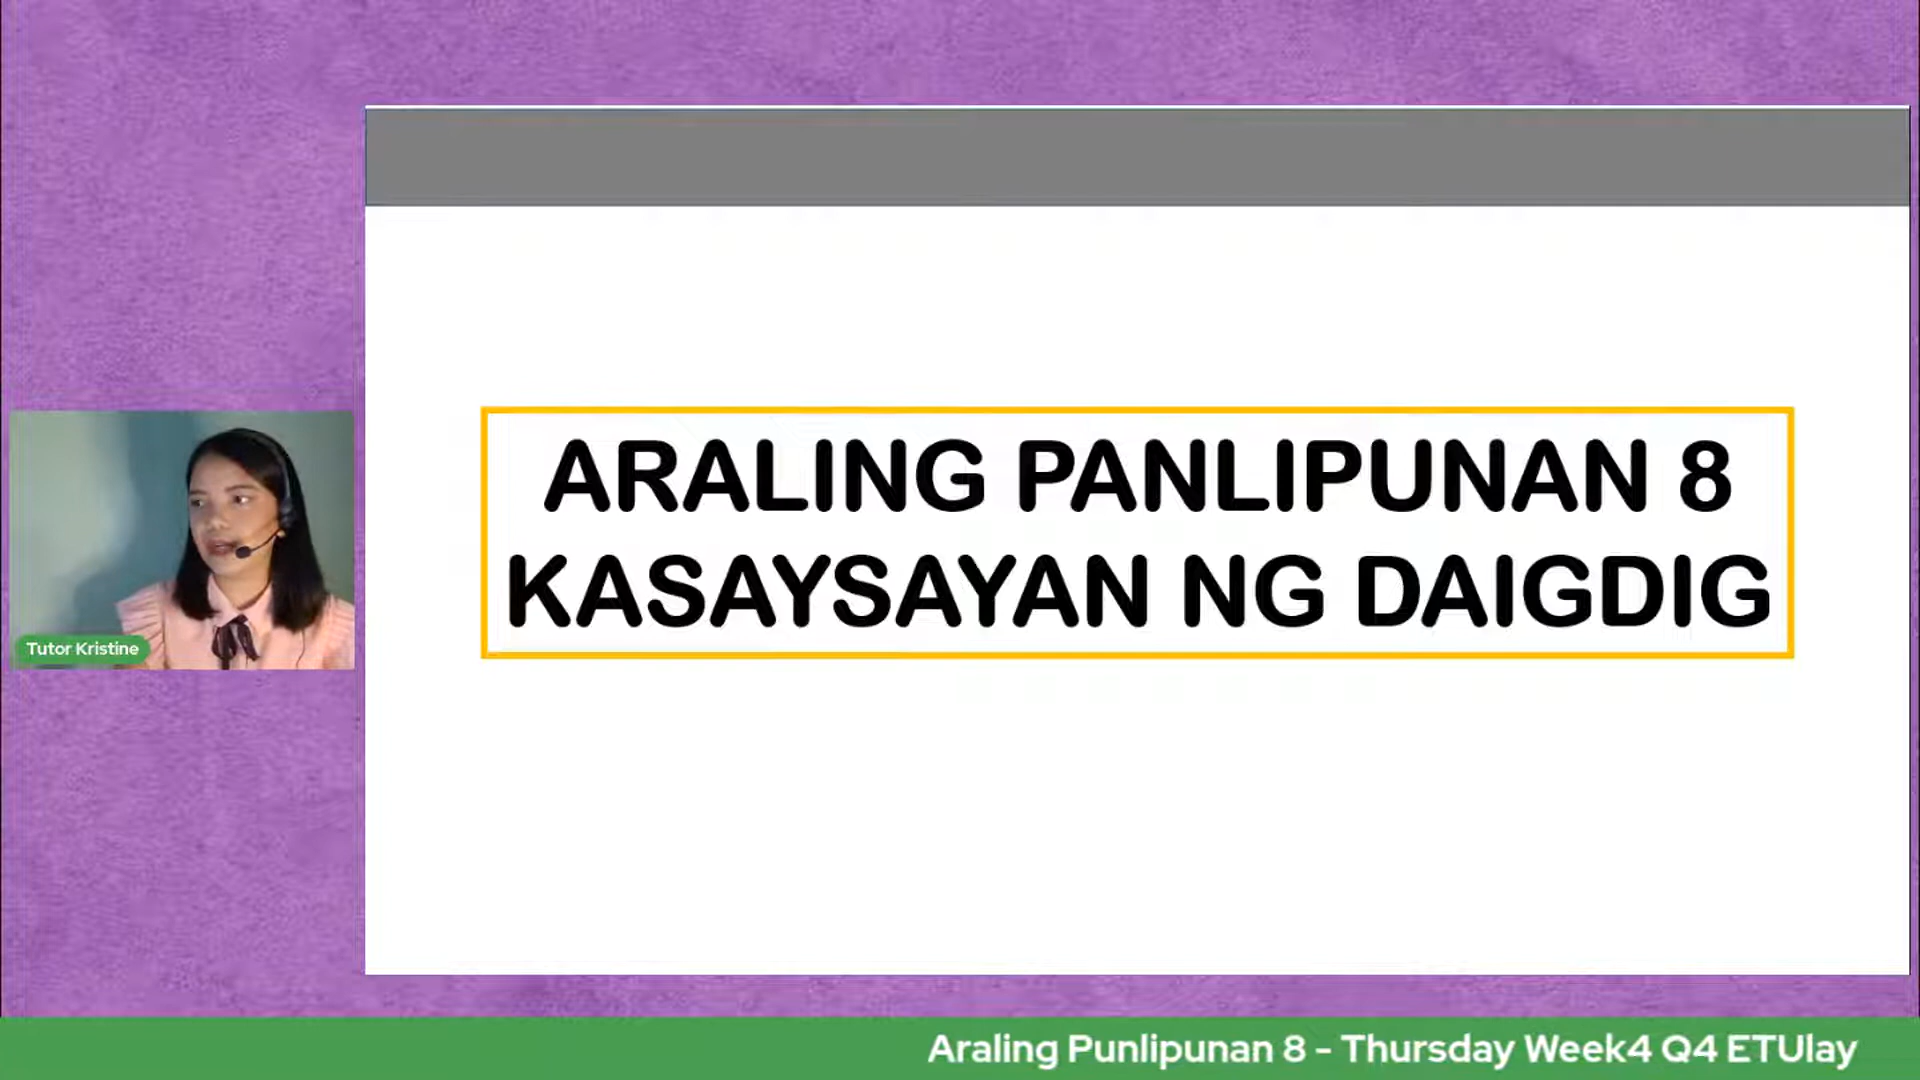 ARALING PANLIPUNAN 8
KASAYSAYAN NG DAIGDIG
Tutor Kristine
Araling Punlipunan 8 - Thursday Week4 Q4 ETUlay